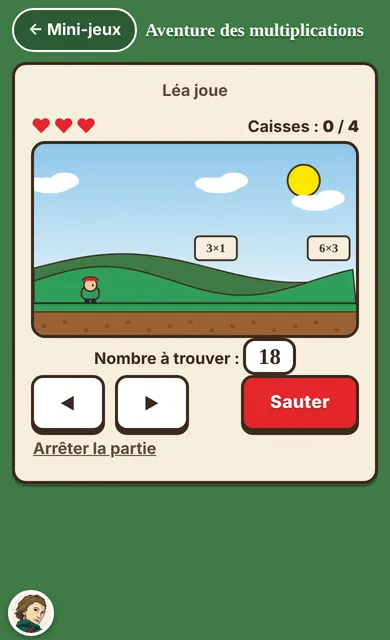 ← Mini-jeux
Aventure des multiplications
Léa joue
Caisses : 0 / 4
3×1
6×3
Nombre à trouver : 18
◀
▶
Sauter
Arrêter la partie